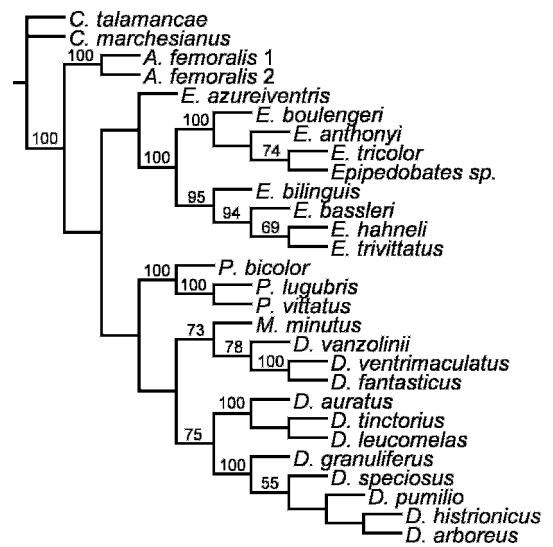 C. talamancae
C. marchesianus
100 A. femoralis 1
A. femoralis 2
100 E. azureiventris
100 E. boulengeri
E. anthonyi
100 74 E. tricolor
Epipedobates sp.
95 E. bilinguis
94 E. bassleri
69 E. hahneli
E. trivittatus
100 P. bicolor
100 P. lugubris
P. vittatus
73 M. minutus
78 D. vanzolinii
100 D. ventrimaculatus
D. fantasticus
100 D. auratus
D. tinctorius
75 D. leucomelas
100 D. granuliferus
55 D. speciosus
D. pumilio
D. histrionicus
D. arboreus